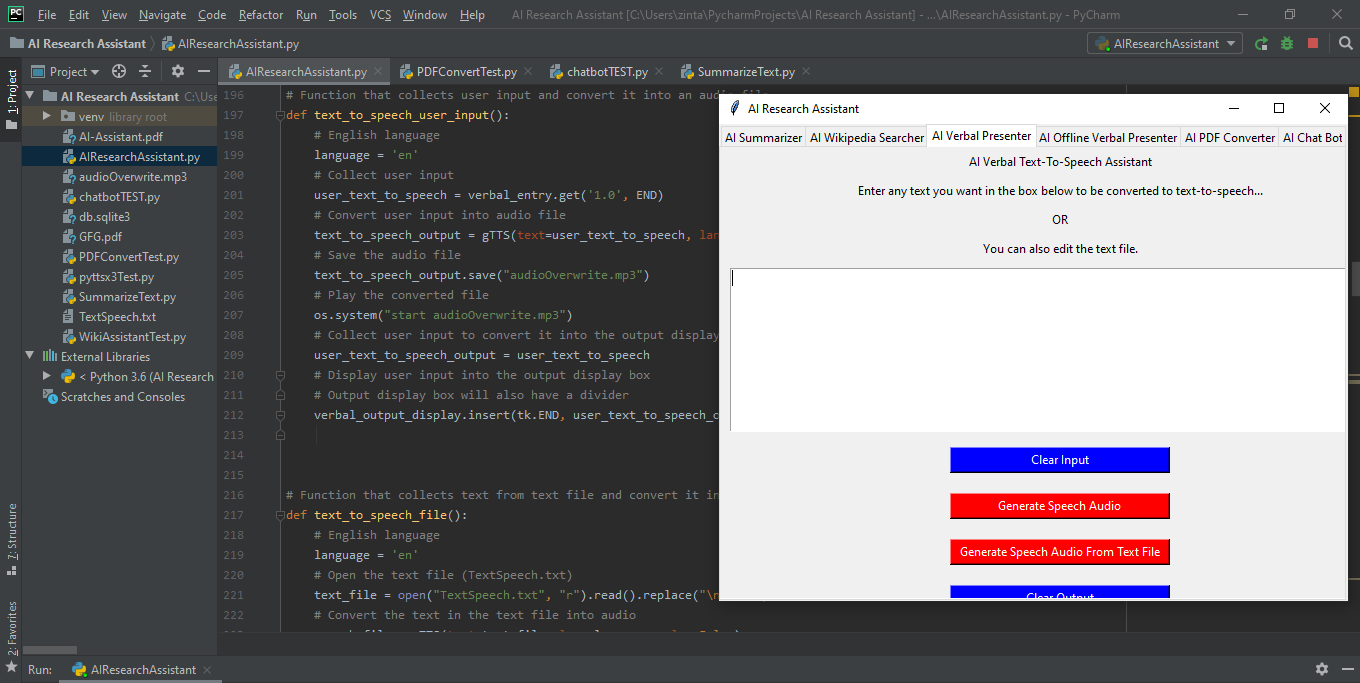 PC File Edit View Navigate Code Refactor Run Tools VCS Window Help AI Research Assistant [C:\Users\zinta\PycharmProjects\AI Research Assistant] - ...\AIResearchAssistant.py - PyCharm
AI Research Assistant AIResearchAssistant.py AIResearchAssistant
1: Project
Project
AIResearchAssistant.py PDFConvertTest.py chatbotTEST.py SummarizeText.py
AI Research Assistant C:\Use
venv library root
AI-Assistant.pdf
AIResearchAssistant.py
audioOverwrite.mp3
chatbotTEST.py
db.sqlite3
GFG.pdf
PDFConvertTest.py
pyttsx3Test.py
SummarizeText.py
TextSpeech.txt
WikiAssistantTest.py
External Libraries
< Python 3.6 (AI Research
Scratches and Consoles
7: Structure
2: Favorites
196 # Function that collects user input and convert it into an audio file
197 def text_to_speech_user_input():
198 # English language
199 language = 'en'
200 # Collect user input
201 user_text_to_speech = verbal_entry.get('1.0', END)
202 # Convert user input into audio file
203 text_to_speech_output = gTTS(text=user_text_to_speech, lan
204 # Save the audio file
205 text_to_speech_output.save("audioOverwrite.mp3")
206 # Play the converted file
207 os.system("start audioOverwrite.mp3")
208 # Collect user input to convert it into the output display
209 user_text_to_speech_output = user_text_to_speech
210 # Display user input into the output display box
211 # Output display box will also have a divider
212 verbal_output_display.insert(tk.END, user_text_to_speech_o
213
214
215
216 # Function that collects text from text file and convert it in
217 def text_to_speech_file():
218 # English language
219 language = 'en'
220 # Open the text file (TextSpeech.txt)
221 text_file = open("TextSpeech.txt", "r").read().replace("\n
222 # Convert the text in the text file into audio
AI Research Assistant
AI Summarizer AI Wikipedia Searcher AI Verbal Presenter AI Offline Verbal Presenter AI PDF Converter AI Chat Bot
AI Verbal Text-To-Speech Assistant
Enter any text you want in the box below to be converted to text-to-speech...
OR
You can also edit the text file.
Clear Input
Generate Speech Audio
Generate Speech Audio From Text File
Clear Output
Run: AIResearchAssistant